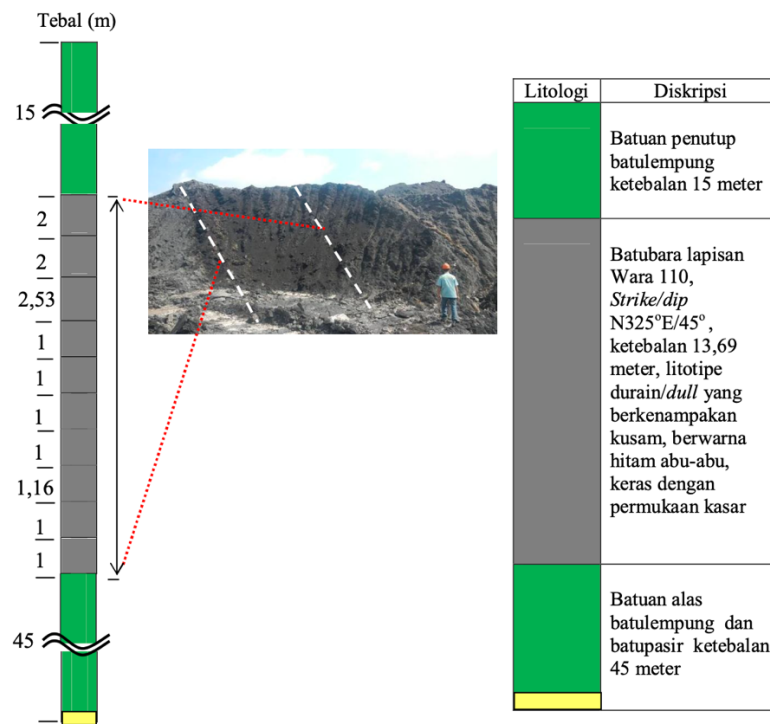 Tebal (m)
15
2
2
2,53
1
1
1
1
1,16
1
1
45
Litologi Diskripsi
Batuan penutup
batulempung
ketebalan 15 meter
Batubara lapisan
Wara 110,
Strike/dip
N325°E/45° ,
ketebalan 13,69
meter, litotipe
durain/dull yang
berkenampakan
kusam, berwarna
hitam abu-abu,
keras dengan
permukaan kasar
Batuan alas
batulempung dan
batupasir ketebalan
45 meter